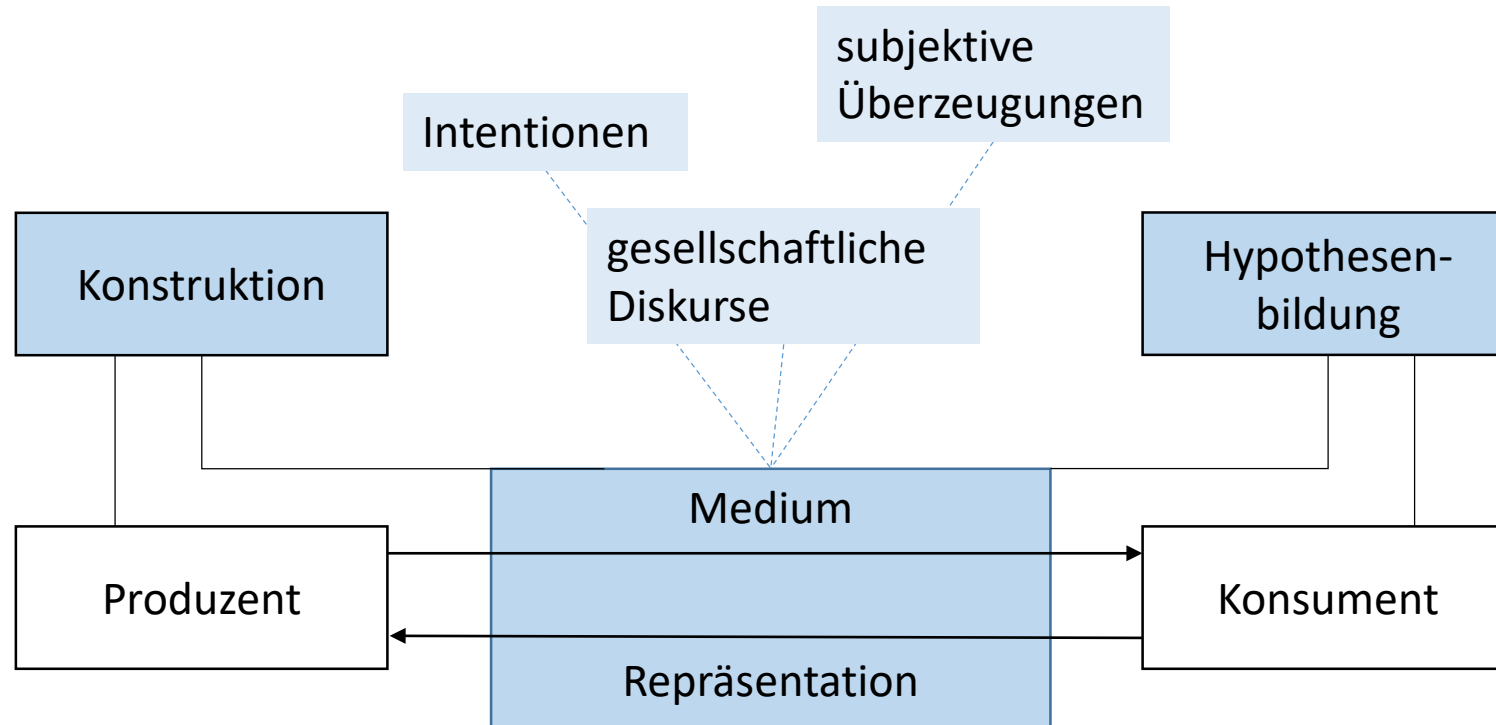 subjektive
Überzeugungen
Intentionen
gesellschaftliche
Diskurse
Konstruktion
Hypothesen-
bildung
Medium
Produzent
Konsument
Repräsentation